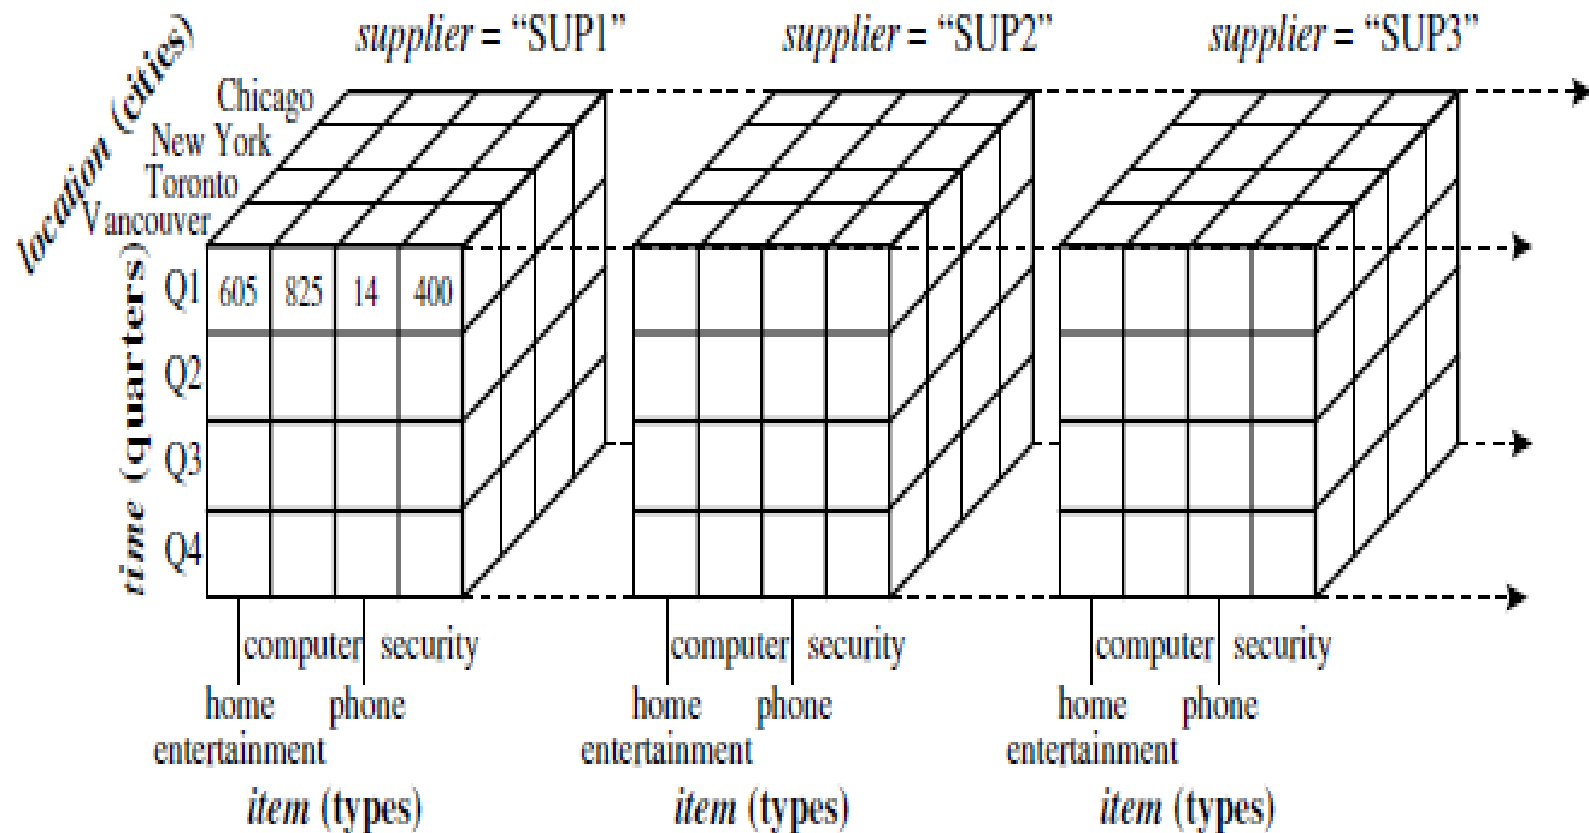 supplier = “SUP1”
supplier = “SUP2”
supplier = “SUP3”
location (cities)
Chicago
New York
Toronto
Vancouver
time (quarters)
Q1 605 825 14 400
Q2
Q3
Q4
computer security
home phone
entertainment
item (types)
computer security
home phone
entertainment
item (types)
computer security
home phone
entertainment
item (types)